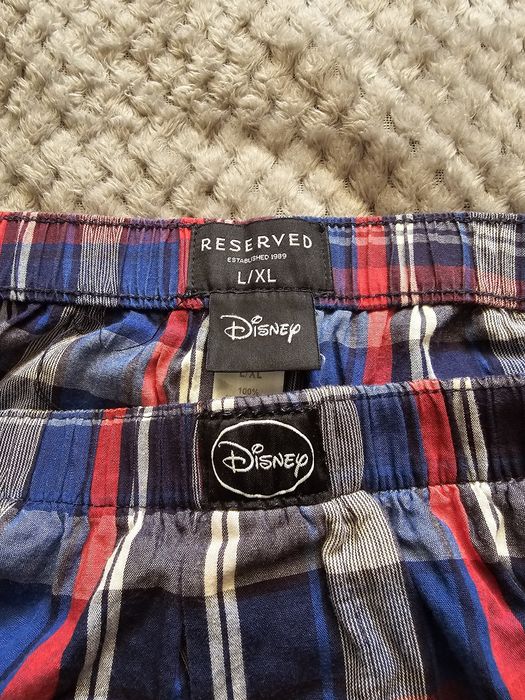 RESERVED
ESTABLISHED 1989
L/XL
Disney
L/XL
100%
Disney